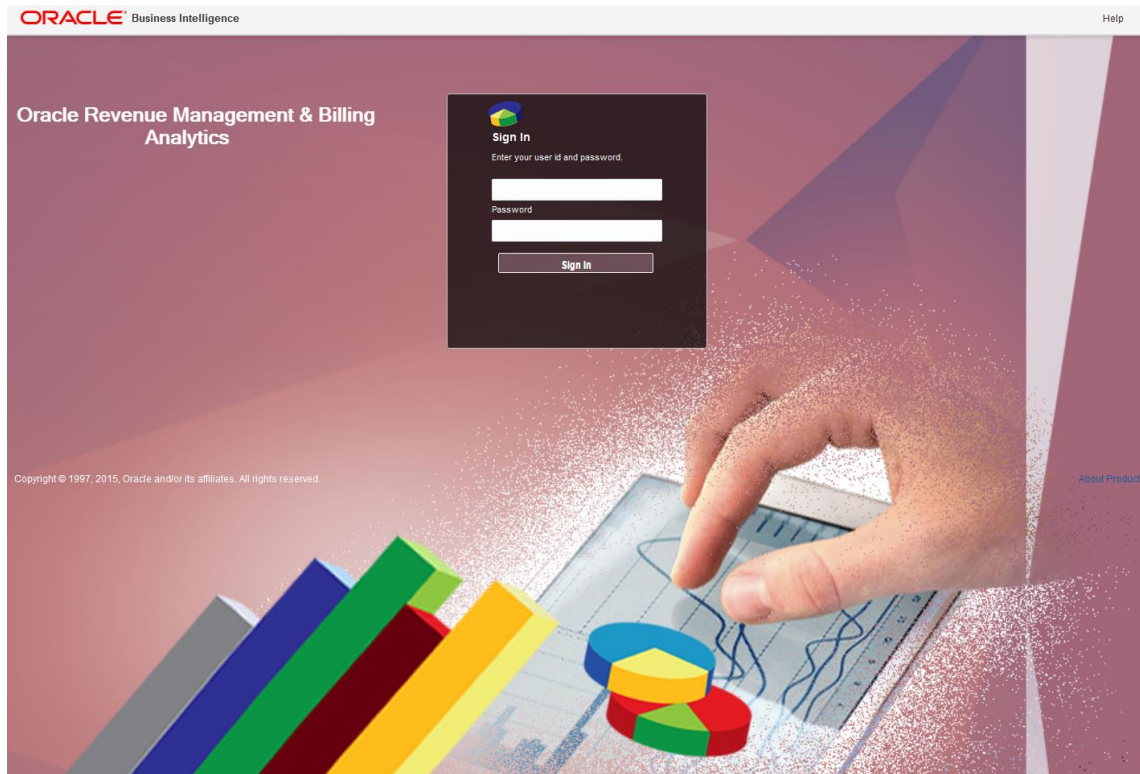 ORACLE Business Intelligence
Help
Oracle Revenue Management & Billing
Analytics
Sign In
Enter your user id and password.
Password
Sign In
Copyright © 1997, 2015, Oracle and/or its affiliates. All rights reserved.
About Product